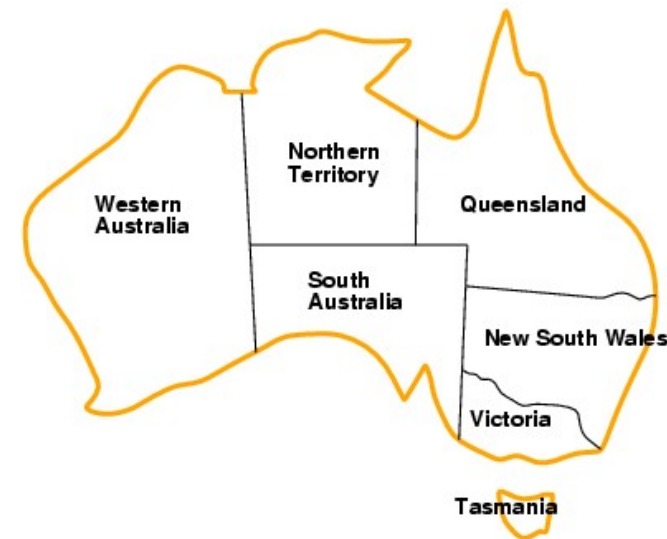 Northern
Territory
Western
Australia
Queensland
South
Australia
New South Wales
Victoria
Tasmania